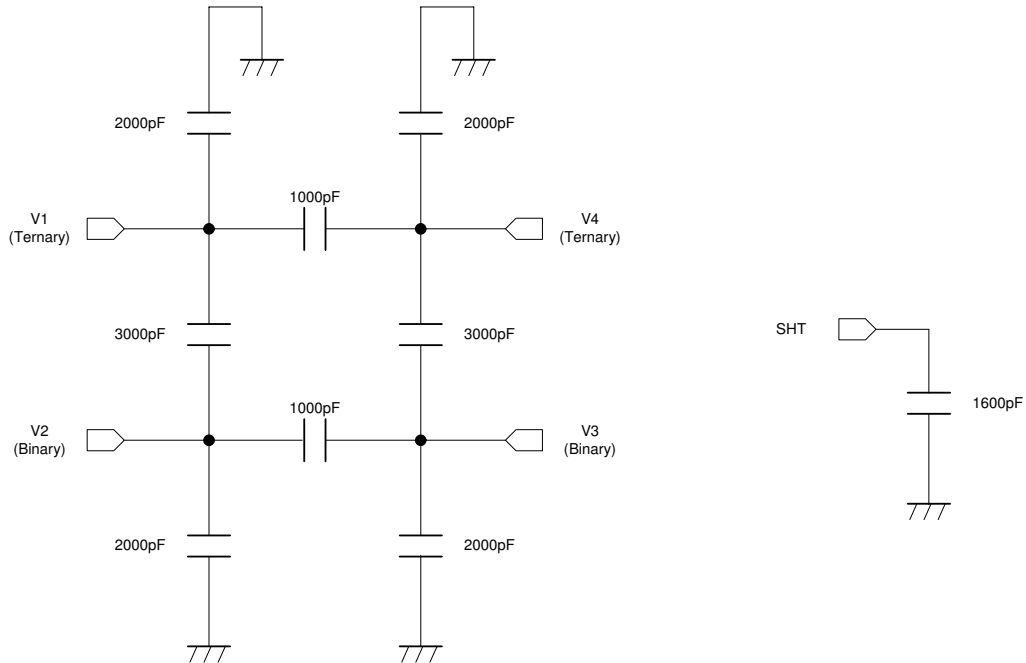 2000pF
2000pF
1000pF
V1
(Ternary)
V4
(Ternary)
3000pF
3000pF
SHT
1000pF
1600pF
V2
(Binary)
V3
(Binary)
2000pF
2000pF